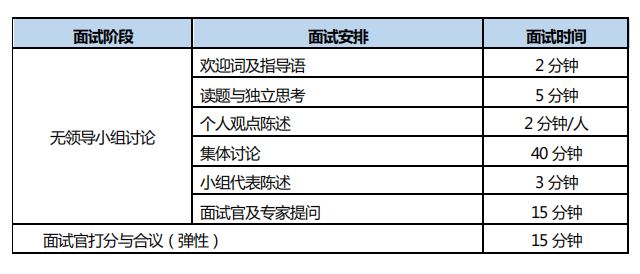 面试阶段 面试安排 面试时间
欢迎词及指导语 2 分钟
读题与独立思考 5 分钟
个人观点陈述 2 分钟/人
无领导小组讨论
集体讨论 40 分钟
小组代表陈述 3 分钟
面试官及专家提问 15 分钟
面试官打分与合议（弹性） 15 分钟